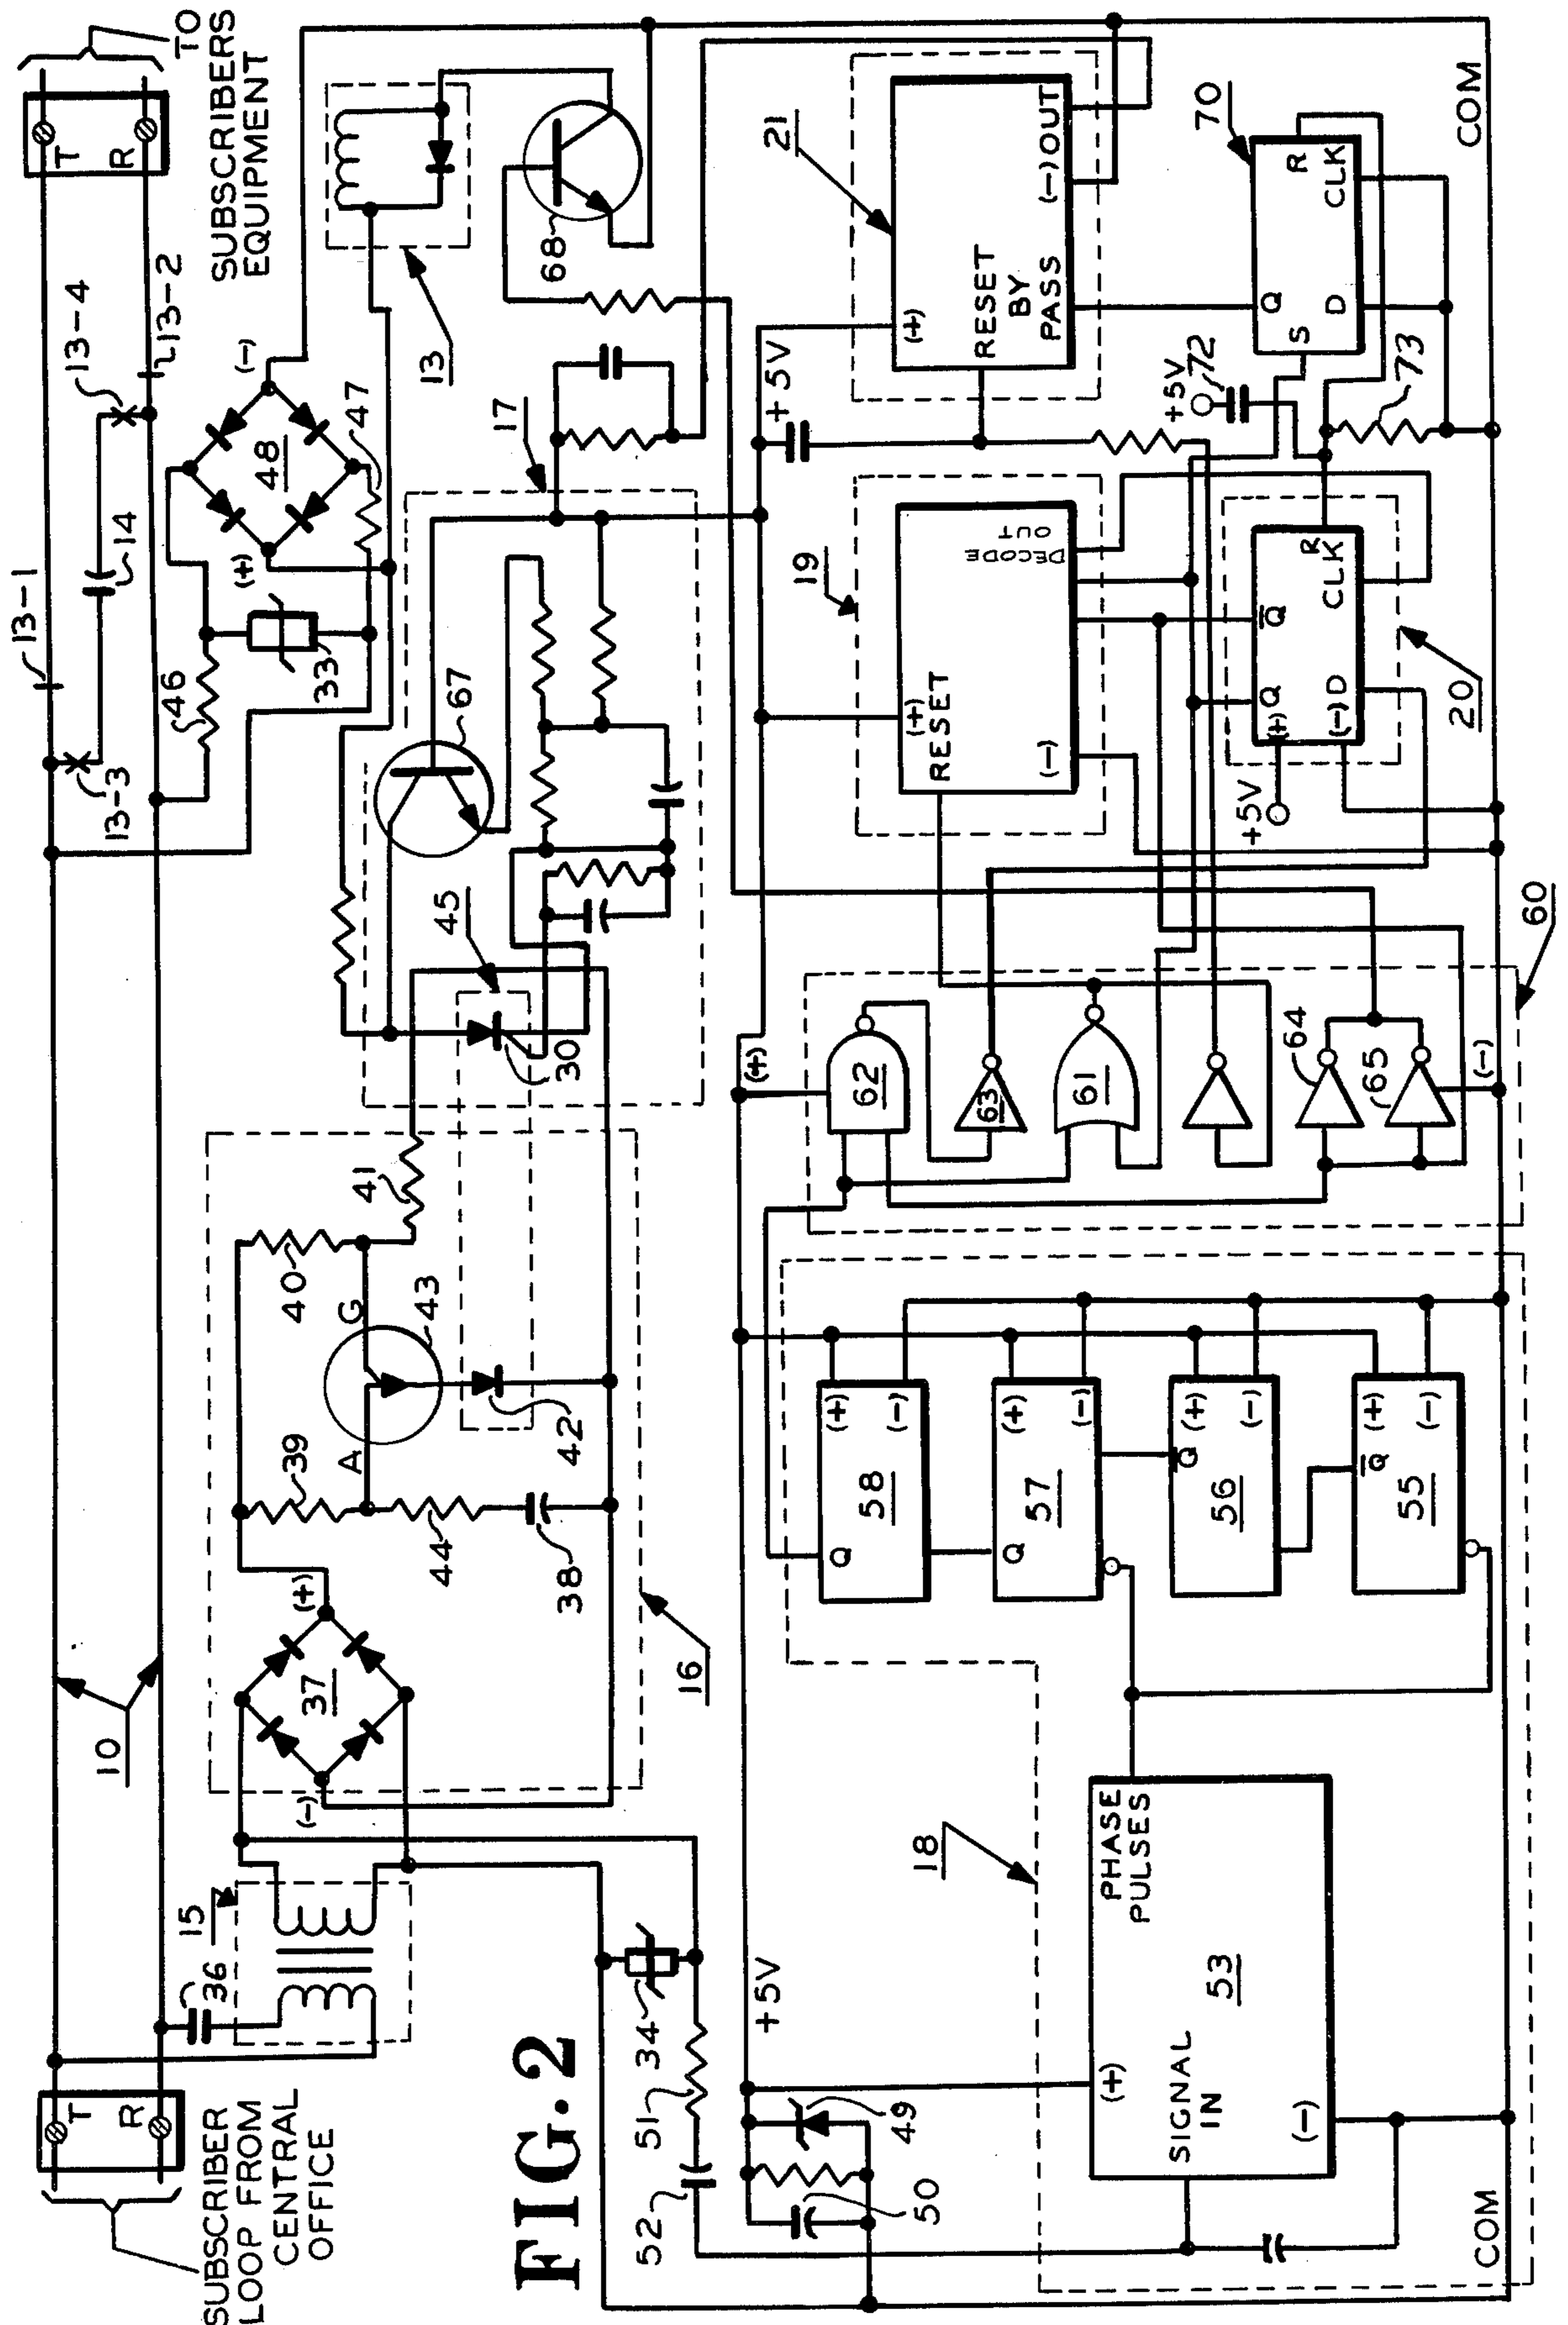 FIG.2
SUBSCRIBER
LOOP FROM
CENTRAL
OFFICE
T
R
10
13-1
13-3
14
13-4
13-2
T
R
TO
SUBSCRIBERS
EQUIPMENT
36
15
(-)
37
(+)
16
39
A
44
38
40
G
43
42
41
45
30
46
33
(+)
48
(-)
47
67
17
13
68
34
51
52
+5V
49
50
18
(+)
SIGNAL
IN
(-)
53
PHASE
PULSES
COM
Q
58
(+)
(-)
Q
57
(+)
(-)
Q
56
(+)
(-)
Q
55
(+)
(-)
(+)
62
63
61
64
65
(-)
60
19
(+)
RESET
(-)
DECODE
OUT
+5V
(+)
Q
Q
(-)
D
CLK
R
20
+5V
21
(+)
RESET
BY
PASS
(-)
OUT
+5V
72
73
70
S
Q
D
R
CLK
COM